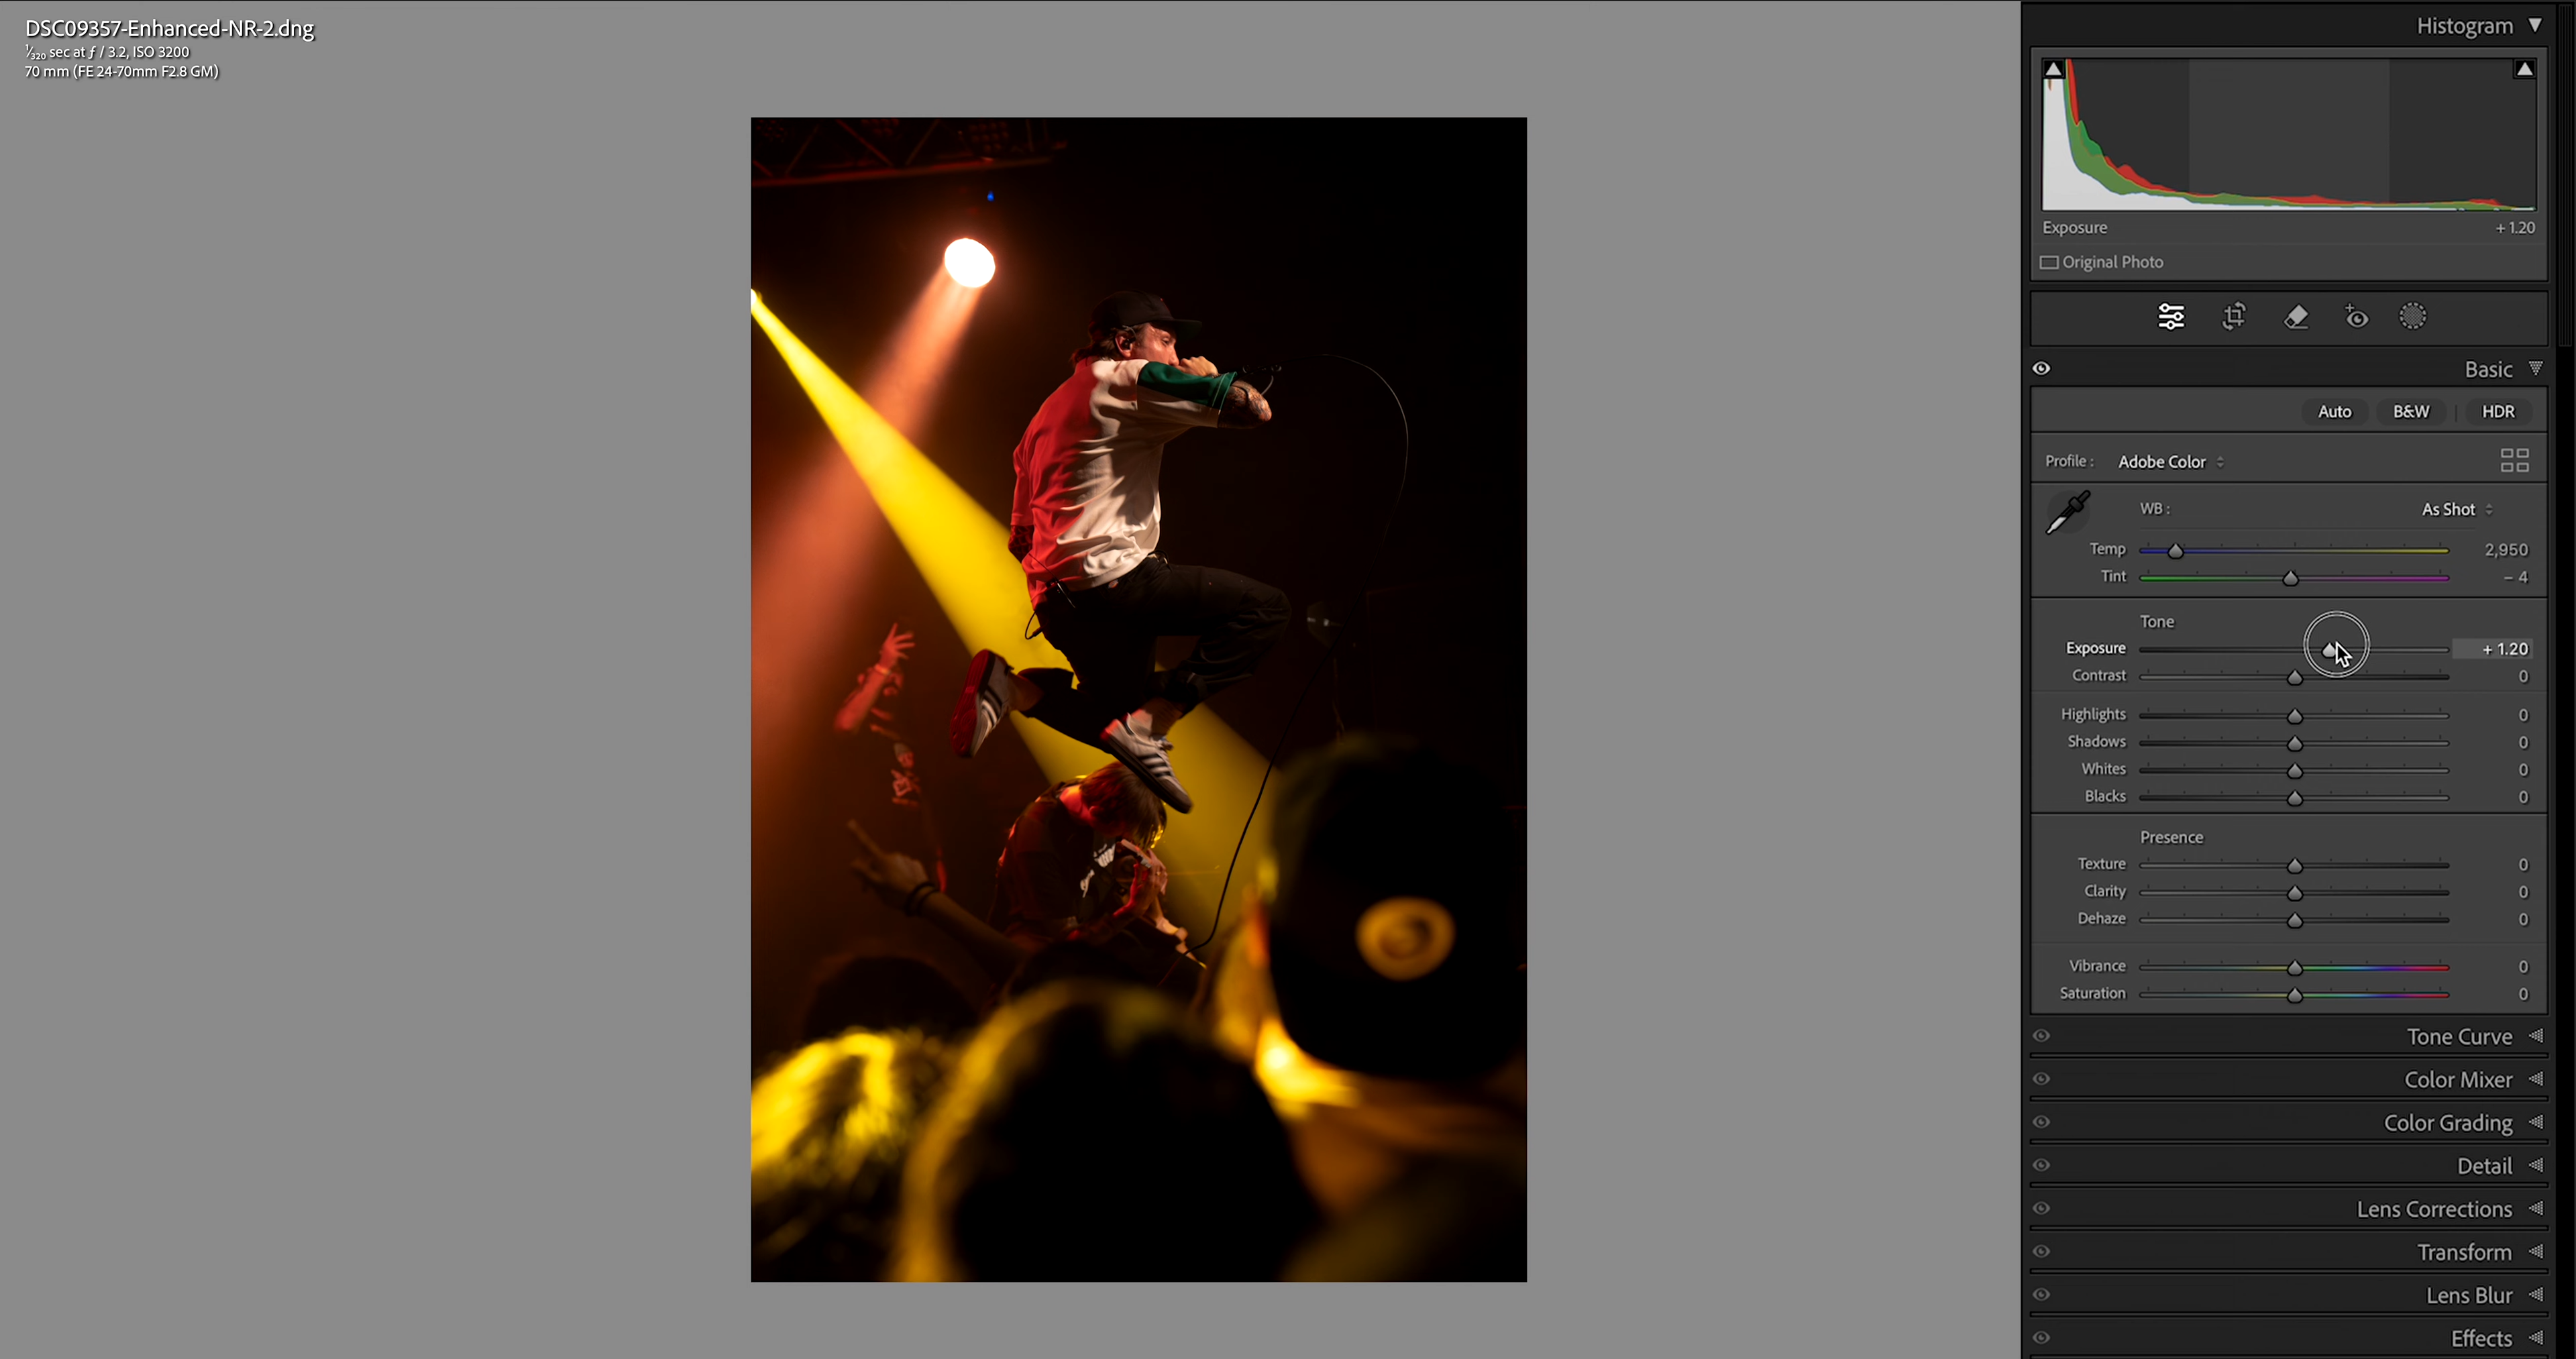 DSC09357-Enhanced-NR-2.dng
1/320 sec at ƒ / 3.2, ISO 3200
70 mm (FE 24-70mm F2.8 GM)
Histogram
Exposure + 1.20
Original Photo
Basic
Auto B&W HDR
Profile : Adobe Color
WB : As Shot
Temp 2,950
Tint – 4
Tone
Exposure + 1.20
Contrast 0
Highlights 0
Shadows 0
Whites 0
Blacks 0
Presence
Texture 0
Clarity 0
Dehaze 0
Vibrance 0
Saturation 0
Tone Curve
Color Mixer
Color Grading
Detail
Lens Corrections
Transform
Lens Blur
Effects